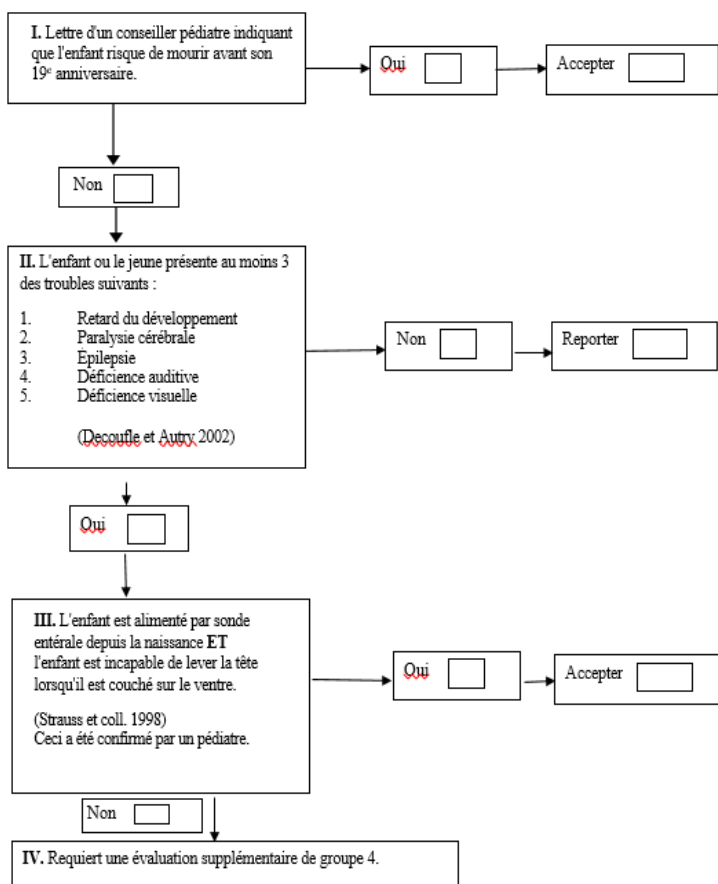 I. Lettre d'un conseiller pédiatre indiquant
que l'enfant risque de mourir avant son
19e anniversaire.
Oui
Accepter
Non
II. L'enfant ou le jeune présente au moins 3
des troubles suivants :
1. Retard du développement
2. Paralysie cérébrale
3. Épilepsie
4. Déficience auditive
5. Déficience visuelle
(Decoufle et Autry 2002)
Non
Reporter
Oui
III. L'enfant est alimenté par sonde
entérale depuis la naissance ET
l'enfant est incapable de lever la tête
lorsqu'il est couché sur le ventre.
(Strauss et coll. 1998)
Ceci a été confirmé par un pédiatre.
Oui
Accepter
Non
IV. Requiert une évaluation supplémentaire de groupe 4.